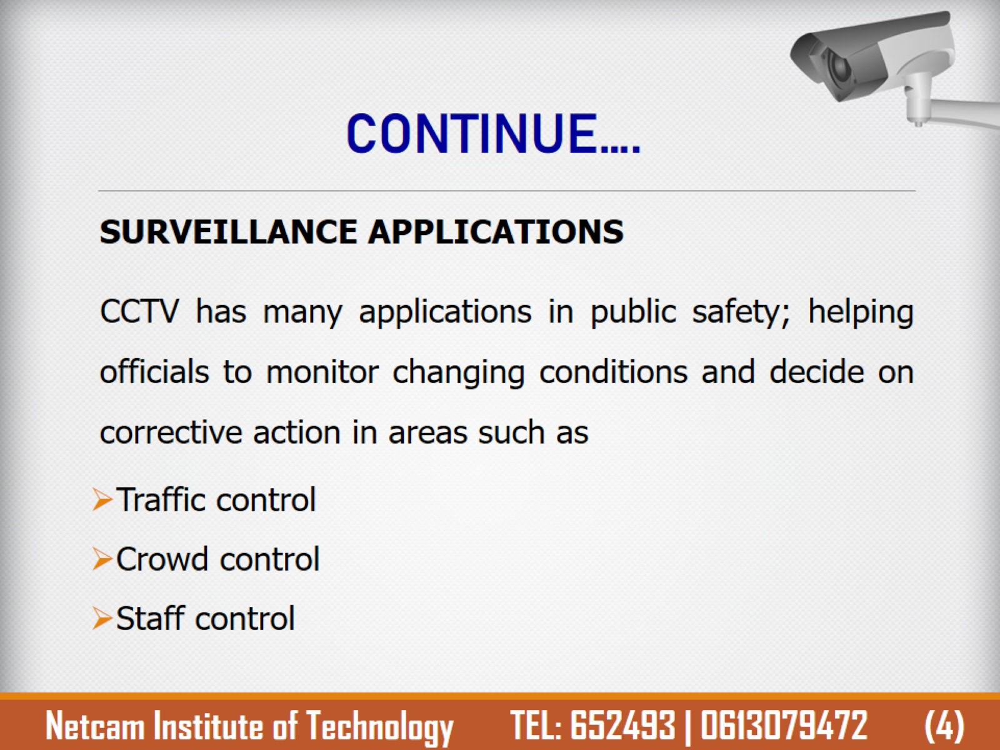 CONTINUE....
SURVEILLANCE APPLICATIONS
CCTV has many applications in public safety; helping
officials to monitor changing conditions and decide on
corrective action in areas such as
➢Traffic control
➢Crowd control
➢Staff control
Netcam Institute of Technology TEL: 652493 | 0613079472 (4)